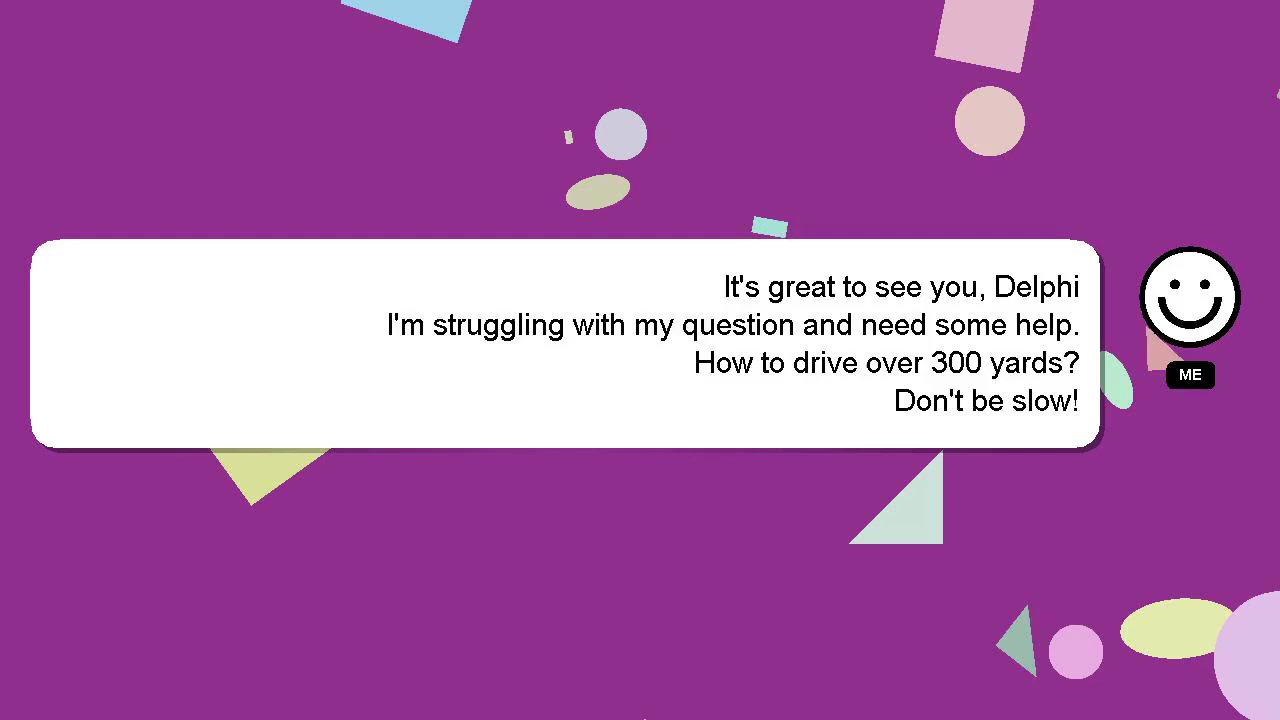 It's great to see you, Delphi
I'm struggling with my question and need some help.
How to drive over 300 yards?
Don't be slow!
ME